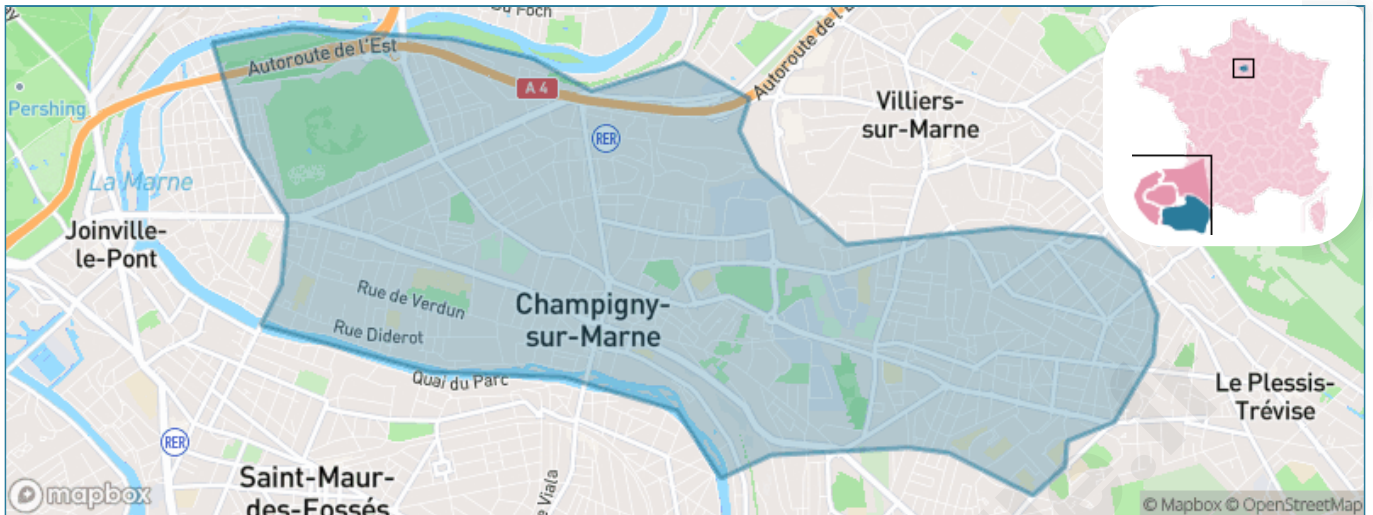 Autoroute de l'Est
A 4
Autoroute de l'E
Pershing
RER
Villiers-
sur-Marne
La Marne
Joinville-
le-Pont
Rue de Verdun
Champigny-
sur-Marne
Rue Diderot
Quai du Parc
Le Plessis-
Trévise
RER
Saint-Maur-
des-Fossés
e Viala
mapbox
© Mapbox © OpenStreetMap